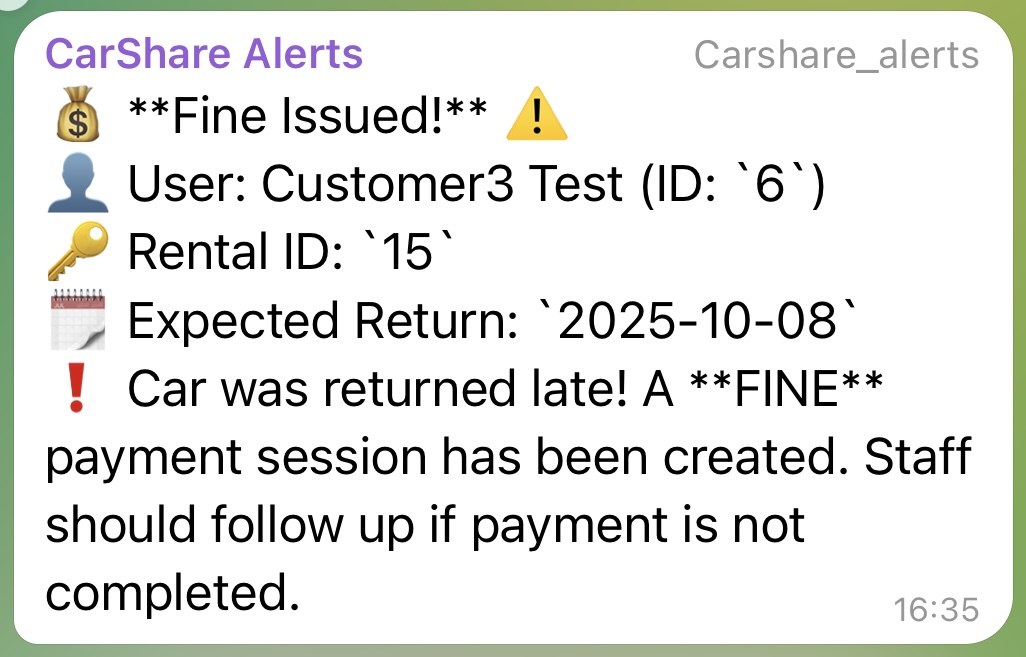 CarShare Alerts Carshare_alerts
💰 **Fine Issued!** ⚠️
👤 User: Customer3 Test (ID: `6`)
🔑 Rental ID: `15`
🗓 Expected Return: `2025-10-08`
❗ Car was returned late! A **FINE**
payment session has been created. Staff
should follow up if payment is not
completed.
16:35